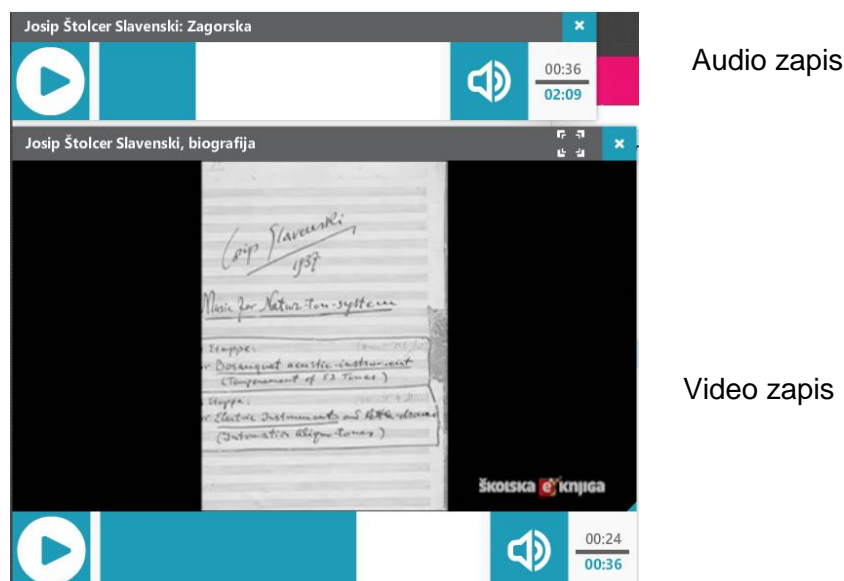 Josip Štolcer Slavenski: Zagorska
00:36
02:09
Audio zapis
Josip Štolcer Slavenski, biografija
Josip Slavenski
1937
Music for Natur-ton-system
Bosanquet acustic-instrument
(Temperament of 53 Tones)
Electric Instruments and
školska e knjiga
Video zapis
00:24
00:36